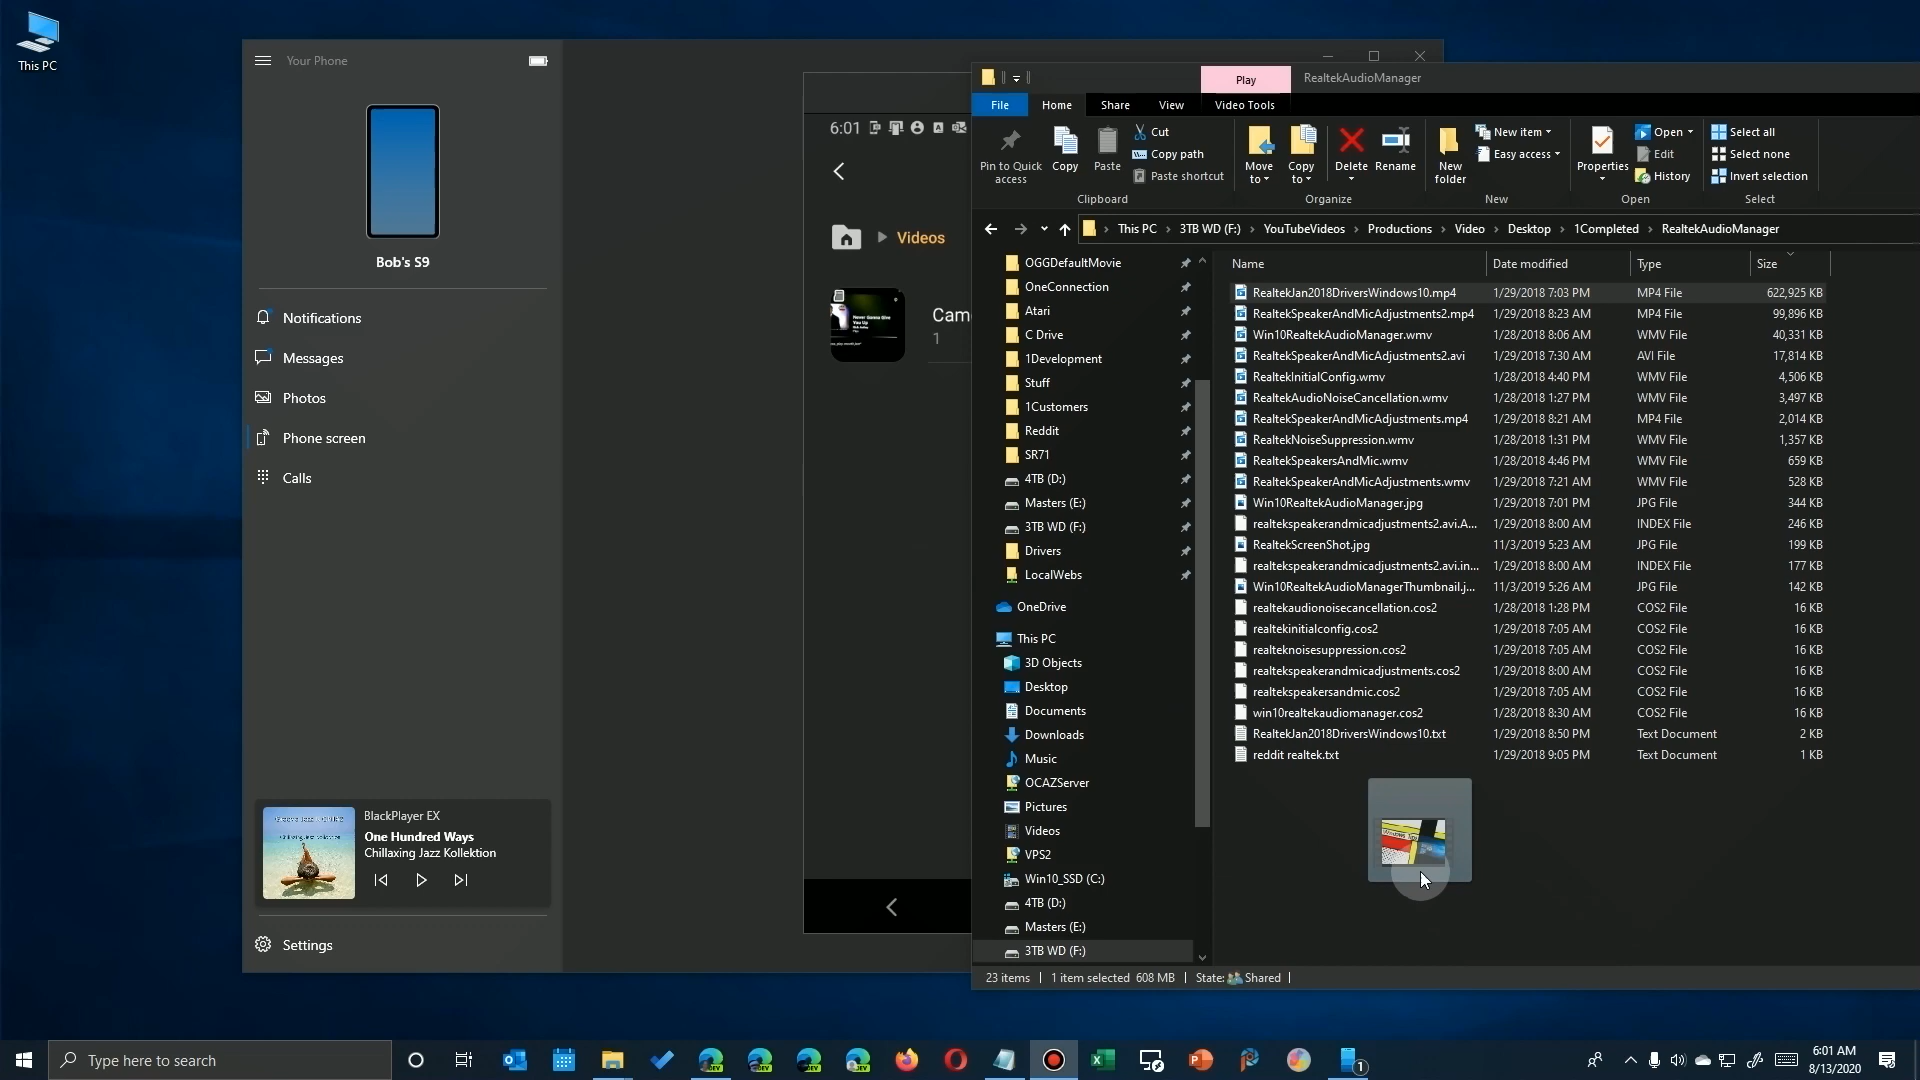 This PC
Your Phone
Bob's S9
Notifications
Messages
Photos
Phone screen
Calls
BlackPlayer EX
One Hundred Ways
Chillaxing Jazz Kollektion
Settings
6:01
Videos
Cam
1
Play
RealtekAudioManager
File
Home
Share
View
Video Tools
Pin to Quick
access
Copy
Paste
Cut
Copy path
Paste shortcut
Clipboard
Move
to
Copy
to
Delete
Rename
Organize
New
folder
New item
Easy access
New
Properties
Open
Edit
History
Open
Select all
Select none
Invert selection
Select
This PC
3TB WD (F:)
YouTubeVideos
Productions
Video
Desktop
1Completed
RealtekAudioManager
OGGDefaultMovie
OneConnection
Atari
C Drive
1Development
Stuff
1Customers
Reddit
SR71
4TB (D:)
Masters (E:)
3TB WD (F:)
Drivers
LocalWebs
OneDrive
This PC
3D Objects
Desktop
Documents
Downloads
Music
OCAZServer
Pictures
Videos
VPS2
Win10_SSD (C:)
4TB (D:)
Masters (E:)
3TB WD (F:)
Name Date modified Type Size
RealtekJan2018DriversWindows10.mp4 1/29/2018 7:03 PM MP4 File 622,925 KB
RealtekSpeakerAndMicAdjustments2.mp4 1/29/2018 8:23 AM MP4 File 99,896 KB
Win10RealtekAudioManager.wmv 1/28/2018 8:06 AM WMV File 40,331 KB
RealtekSpeakerAndMicAdjustments2.avi 1/29/2018 7:30 AM AVI File 17,814 KB
RealtekInitialConfig.wmv 1/28/2018 4:40 PM WMV File 4,506 KB
RealtekAudioNoiseCancellation.wmv 1/28/2018 1:27 PM WMV File 3,497 KB
RealtekSpeakerAndMicAdjustments.mp4 1/29/2018 8:21 AM MP4 File 2,014 KB
RealtekNoiseSuppression.wmv 1/28/2018 1:31 PM WMV File 1,357 KB
RealtekSpeakersAndMic.wmv 1/28/2018 4:46 PM WMV File 659 KB
RealtekSpeakerAndMicAdjustments.wmv 1/29/2018 7:21 AM WMV File 528 KB
Win10RealtekAudioManager.jpg 1/29/2018 7:01 PM JPG File 344 KB
realtekspeakerandmicadjustments2.avi.A... 1/29/2018 8:00 AM INDEX File 246 KB
RealtekScreenShot.jpg 11/3/2019 5:23 AM JPG File 199 KB
realtekspeakerandmicadjustments2.avi.in... 1/29/2018 8:00 AM INDEX File 177 KB
Win10RealtekAudioManagerThumbnail.j... 11/3/2019 5:26 AM JPG File 142 KB
realtekaudionoisecancellation.cos2 1/28/2018 1:28 PM COS2 File 16 KB
realtekinitialconfig.cos2 1/29/2018 7:05 AM COS2 File 16 KB
realteknoisesuppression.cos2 1/29/2018 7:05 AM COS2 File 16 KB
realtekspeakerandmicadjustments.cos2 1/29/2018 8:00 AM COS2 File 16 KB
realtekspeakersandmic.cos2 1/29/2018 7:05 AM COS2 File 16 KB
win10realtekaudiomanager.cos2 1/28/2018 8:30 AM COS2 File 16 KB
RealtekJan2018DriversWindows10.txt 1/29/2018 8:50 PM Text Document 2 KB
reddit realtek.txt 1/29/2018 9:05 PM Text Document 1 KB
23 items 1 item selected 608 MB State: Shared
Type here to search
DEV
DEV
DEV
DEV
1
6:01 AM
8/13/2020